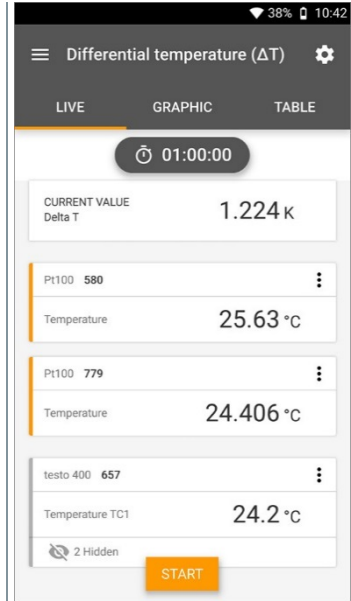 38% 10:42
Differential temperature (ΔT)
LIVE GRAPHIC TABLE
01:00:00
CURRENT VALUE
Delta T
1.224 K
Pt100 580
Temperature 25.63 °C
Pt100 779
Temperature 24.406 °C
testo 400 657
Temperature TC1 24.2 °C
2 Hidden
START